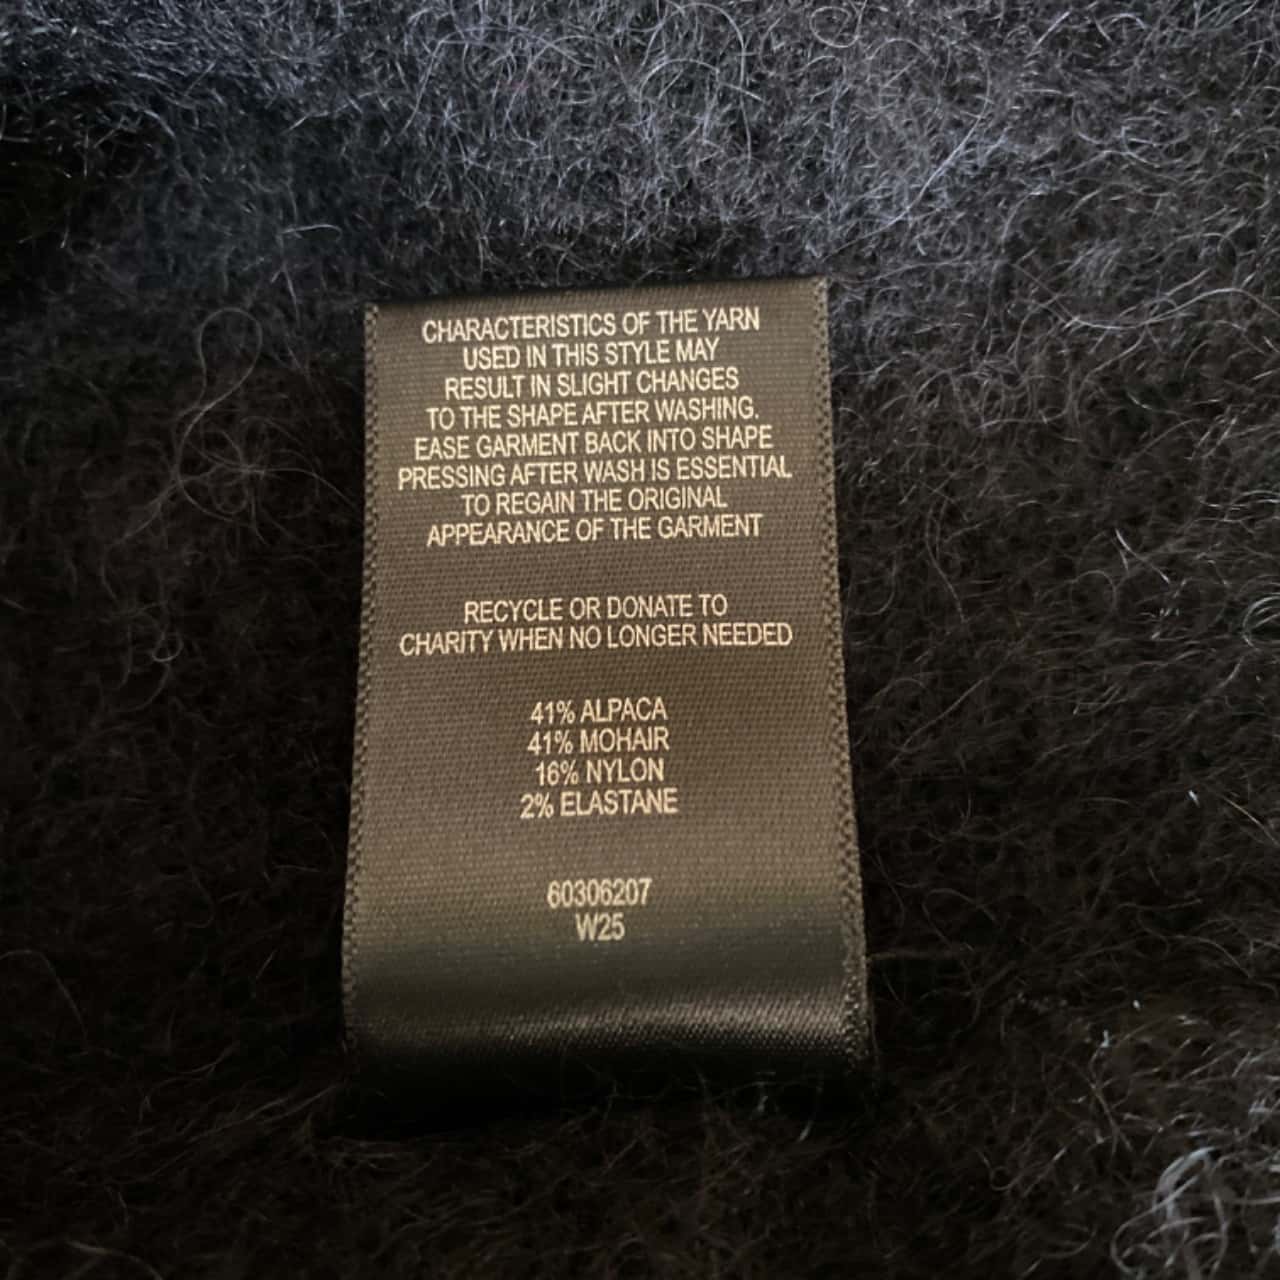 CHARACTERISTICS OF THE YARN
USED IN THIS STYLE MAY
RESULT IN SLIGHT CHANGES
TO THE SHAPE AFTER WASHING.
EASE GARMENT BACK INTO SHAPE
PRESSING AFTER WASH IS ESSENTIAL
TO REGAIN THE ORIGINAL
APPEARANCE OF THE GARMENT
RECYCLE OR DONATE TO
CHARITY WHEN NO LONGER NEEDED
41% ALPACA
41% MOHAIR
16% NYLON
2% ELASTANE
60306207
W25